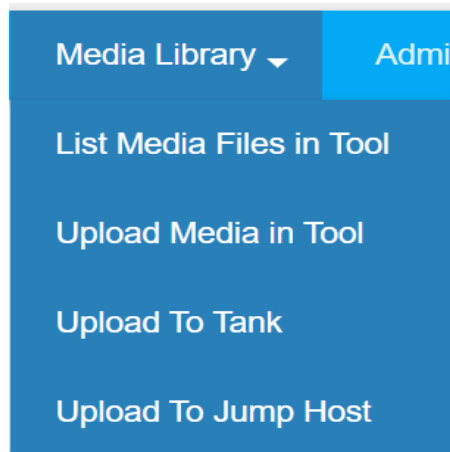 Media Library Admi
List Media Files in Tool
Upload Media in Tool
Upload To Tank
Upload To Jump Host